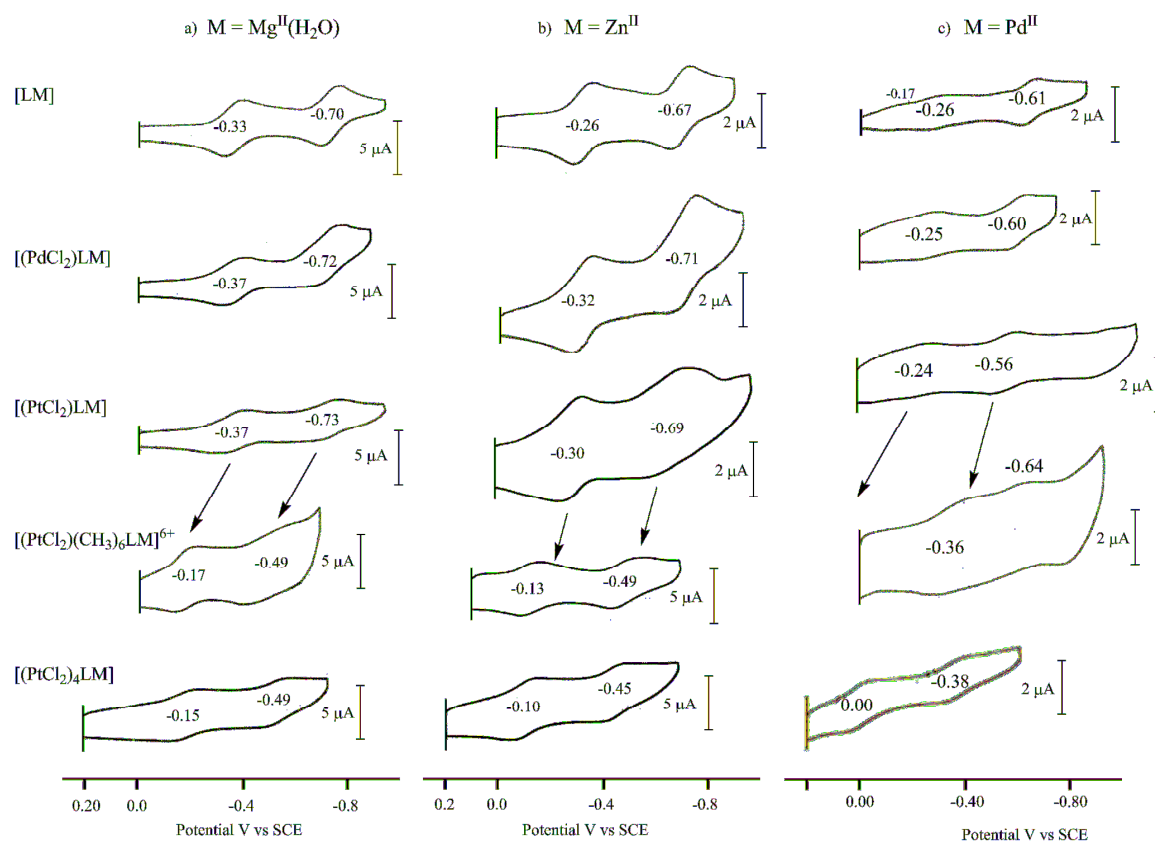 a) M = Mg^II(H₂O)
b) M = Zn^II
c) M = Pd^II
[LM]
-0.33
-0.70
5 μA
-0.26
-0.67
2 μA
-0.17
-0.26
-0.61
2 μA
[(PdCl₂)LM]
-0.37
-0.72
5 μA
-0.32
-0.71
2 μA
-0.25
-0.60
2 μA
[(PtCl₂)LM]
-0.37
-0.73
5 μA
-0.30
-0.69
2 μA
-0.24
-0.56
2 μA
[(PtCl₂)(CH₃)₆LM]⁶⁺
-0.17
-0.49
5 μA
-0.13
-0.49
5 μA
-0.64
-0.36
2 μA
[(PtCl₂)₄LM]
-0.15
-0.49
5 μA
-0.10
-0.45
5 μA
0.00
-0.38
2 μA
0.20 0.0 -0.4 -0.8
Potential V vs SCE
0.2 0.0 -0.4 -0.8
Potential V vs SCE
0.00 -0.40 -0.80
Potential V vs SCE